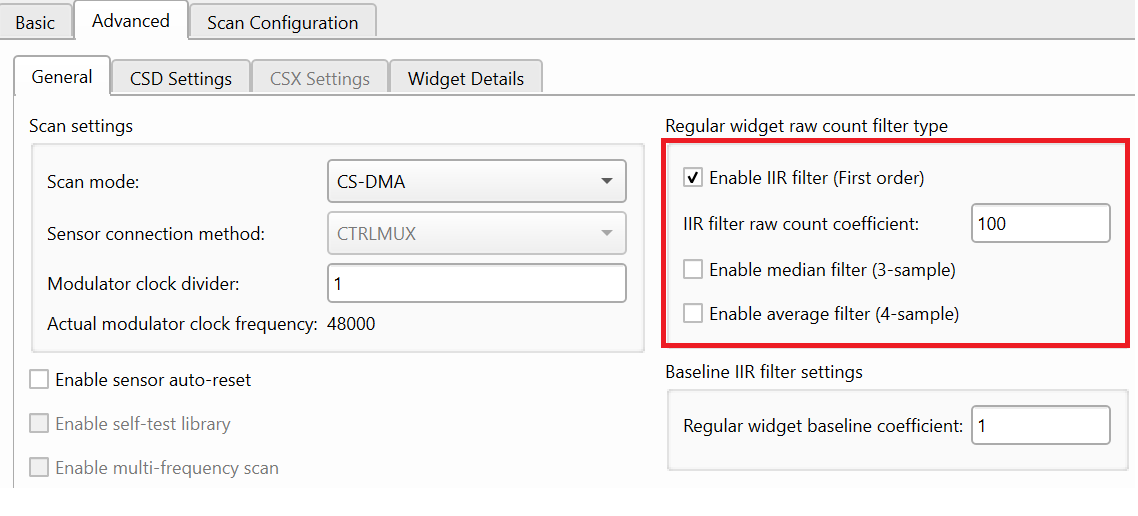 Basic
Advanced
Scan Configuration
General
CSD Settings
CSX Settings
Widget Details
Scan settings
Scan mode: CS-DMA
Sensor connection method: CTRLMUX
Modulator clock divider: 1
Actual modulator clock frequency: 48000
Enable sensor auto-reset
Enable self-test library
Enable multi-frequency scan
Regular widget raw count filter type
Enable IIR filter (First order)
IIR filter raw count coefficient: 100
Enable median filter (3-sample)
Enable average filter (4-sample)
Baseline IIR filter settings
Regular widget baseline coefficient: 1